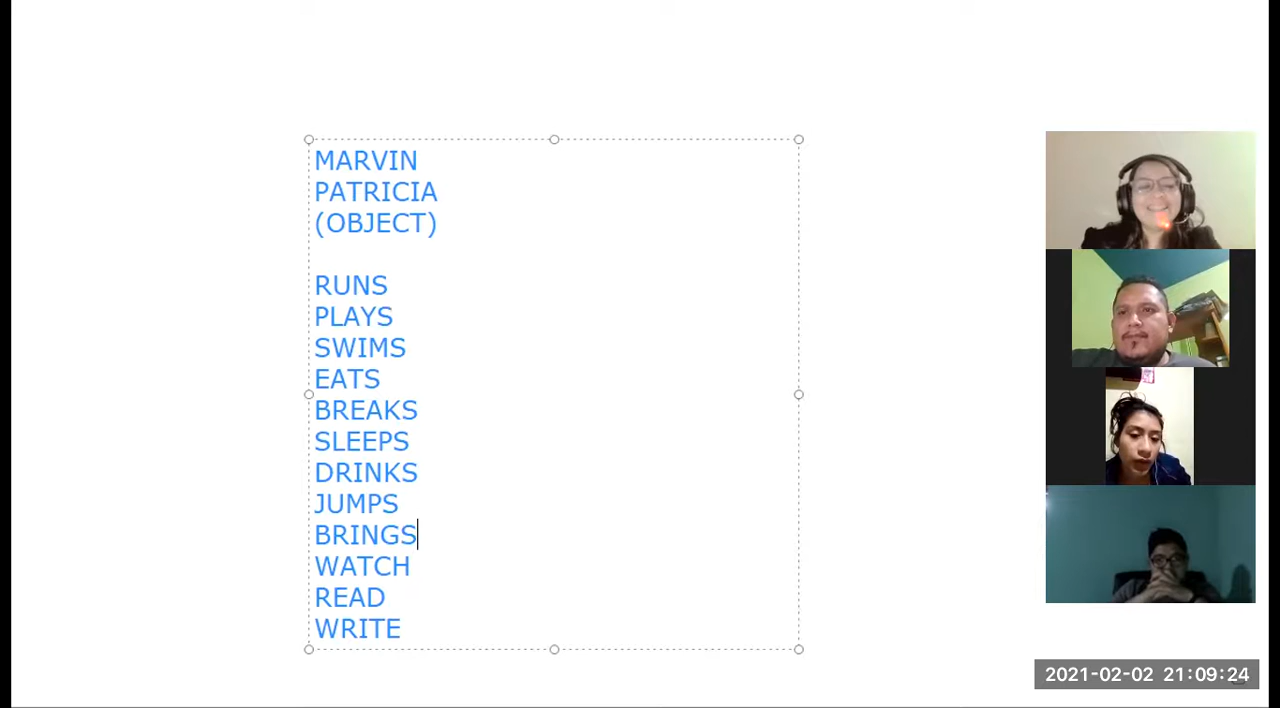 MARVIN
PATRICIA
(OBJECT)
RUNS
PLAYS
SWIMS
EATS
BREAKS
SLEEPS
DRINKS
JUMPS
BRINGS
WATCH
READ
WRITE
2021-02-02 21:09:24